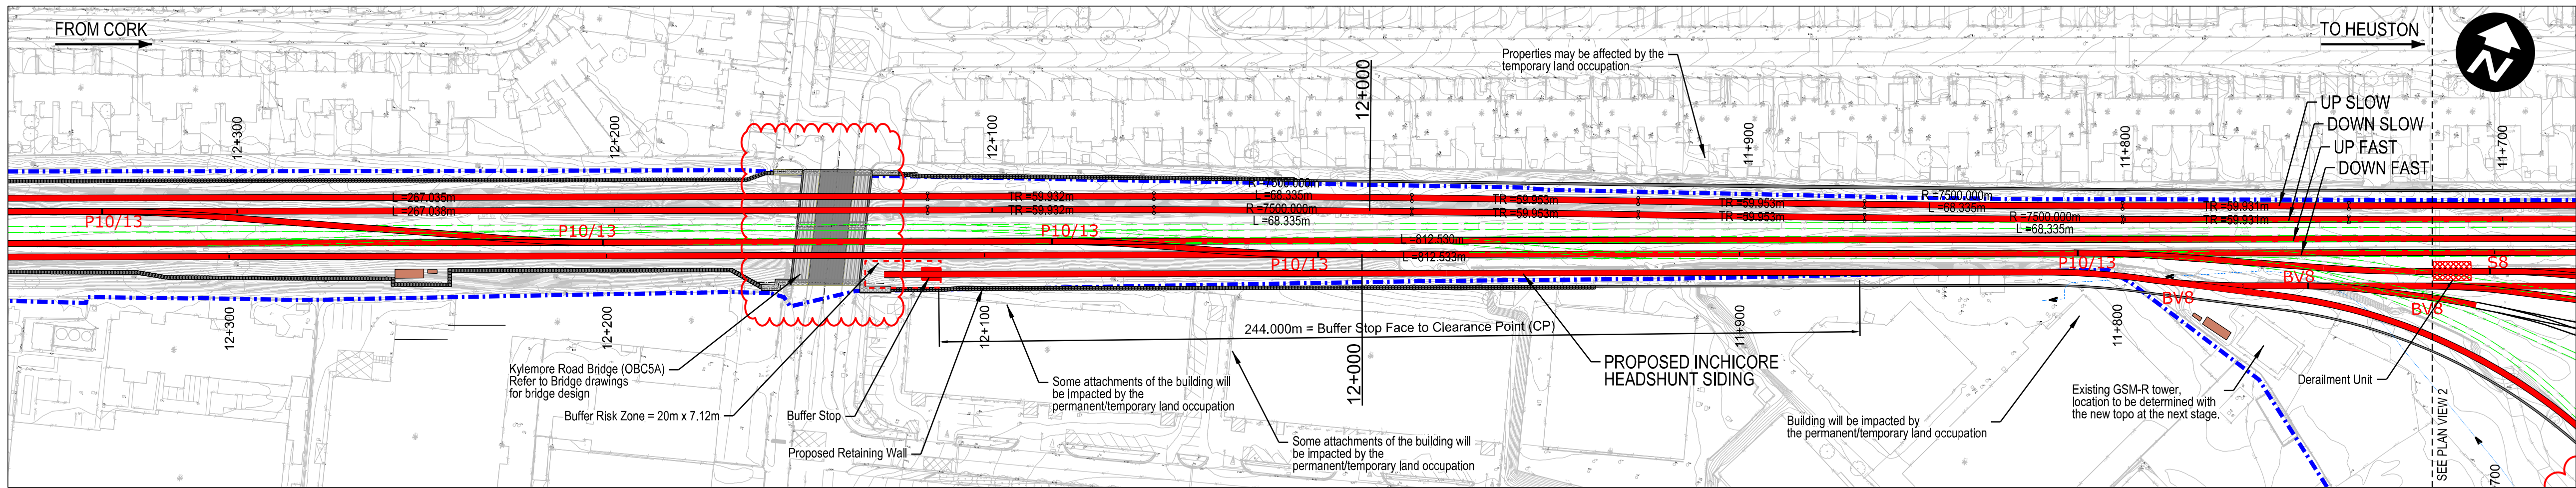 FROM CORK
TO HEUSTON
N
Properties may be affected by the
temporary land occupation
UP SLOW
DOWN SLOW
UP FAST
DOWN FAST
12+300
12+200
12+100
12+000
11+900
11+800
11+700
L =267.035m
L =267.038m
TR =59.932m
TR =59.932m
R =7500.000m
L =68.335m
R =7500.000m
L =68.335m
TR =59.953m
TR =59.953m
TR =59.953m
TR =59.953m
R =7500.000m
L =68.335m
R =7500.000m
L =68.335m
TR =59.931m
TR =59.931m
P10/13
P10/13
P10/13
P10/13
P10/13
L =812.530m
L =812.533m
BV8
BV8
BV8
S8
12+300
12+200
12+100
12+000
11+900
11+800
244.000m = Buffer Stop Face to Clearance Point (CP)
PROPOSED INCHICORE
HEADSHUNT SIDING
Kylemore Road Bridge (OBC5A)
Refer to Bridge drawings
for bridge design
Buffer Risk Zone = 20m x 7.12m
Buffer Stop
Proposed Retaining Wall
Some attachments of the building will
be impacted by the
permanent/temporary land occupation
Some attachments of the building will
be impacted by the
permanent/temporary land occupation
Building will be impacted by
the permanent/temporary land occupation
Existing GSM-R tower,
location to be determined with
the new topo at the next stage.
Derailment Unit
SEE PLAN VIEW 2
+700